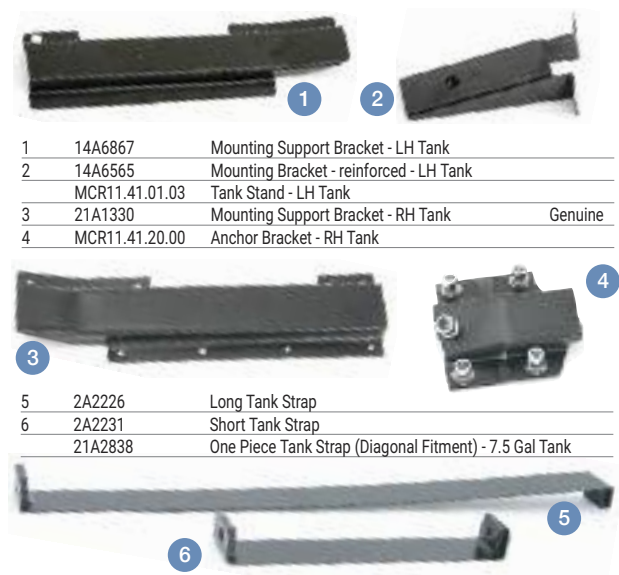 1
2
1 14A6867 Mounting Support Bracket - LH Tank
2 14A6565 Mounting Bracket - reinforced - LH Tank
MCR11.41.01.03 Tank Stand - LH Tank
3 21A1330 Mounting Support Bracket - RH Tank Genuine
4 MCR11.41.20.00 Anchor Bracket - RH Tank
4
3
5 2A2226 Long Tank Strap
6 2A2231 Short Tank Strap
21A2838 One Piece Tank Strap (Diagonal Fitment) - 7.5 Gal Tank
5
6